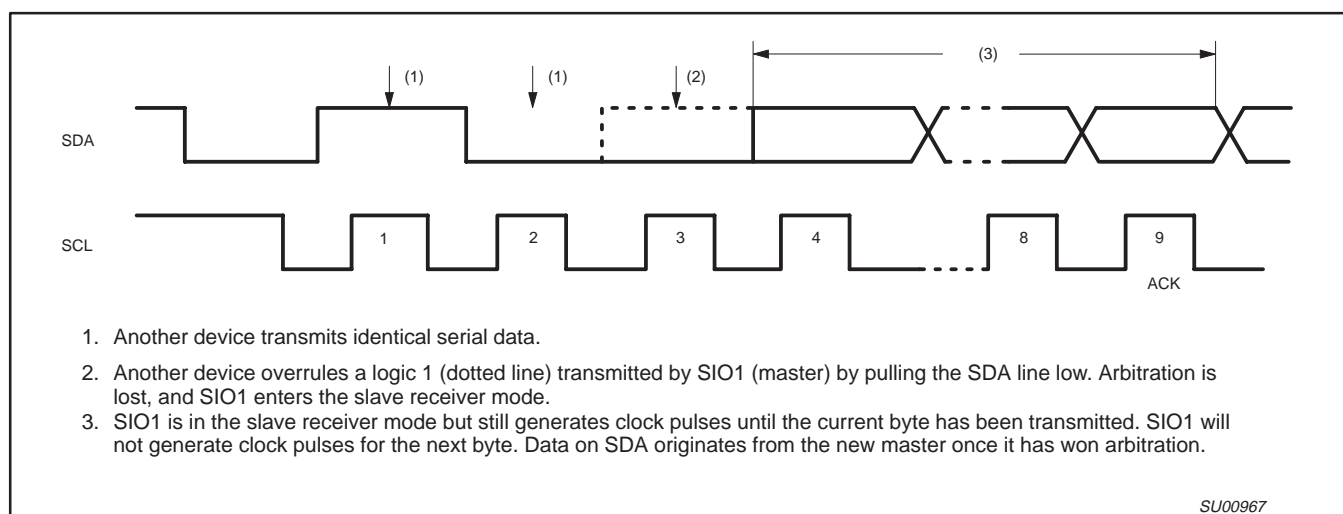 (3)
(1) (1) (2)
SDA
SCL
1 2 3 4 8 9
ACK
1. Another device transmits identical serial data.
2. Another device overrules a logic 1 (dotted line) transmitted by SIO1 (master) by pulling the SDA line low. Arbitration is
lost, and SIO1 enters the slave receiver mode.
3. SIO1 is in the slave receiver mode but still generates clock pulses until the current byte has been transmitted. SIO1 will
not generate clock pulses for the next byte. Data on SDA originates from the new master once it has won arbitration.
SU00967